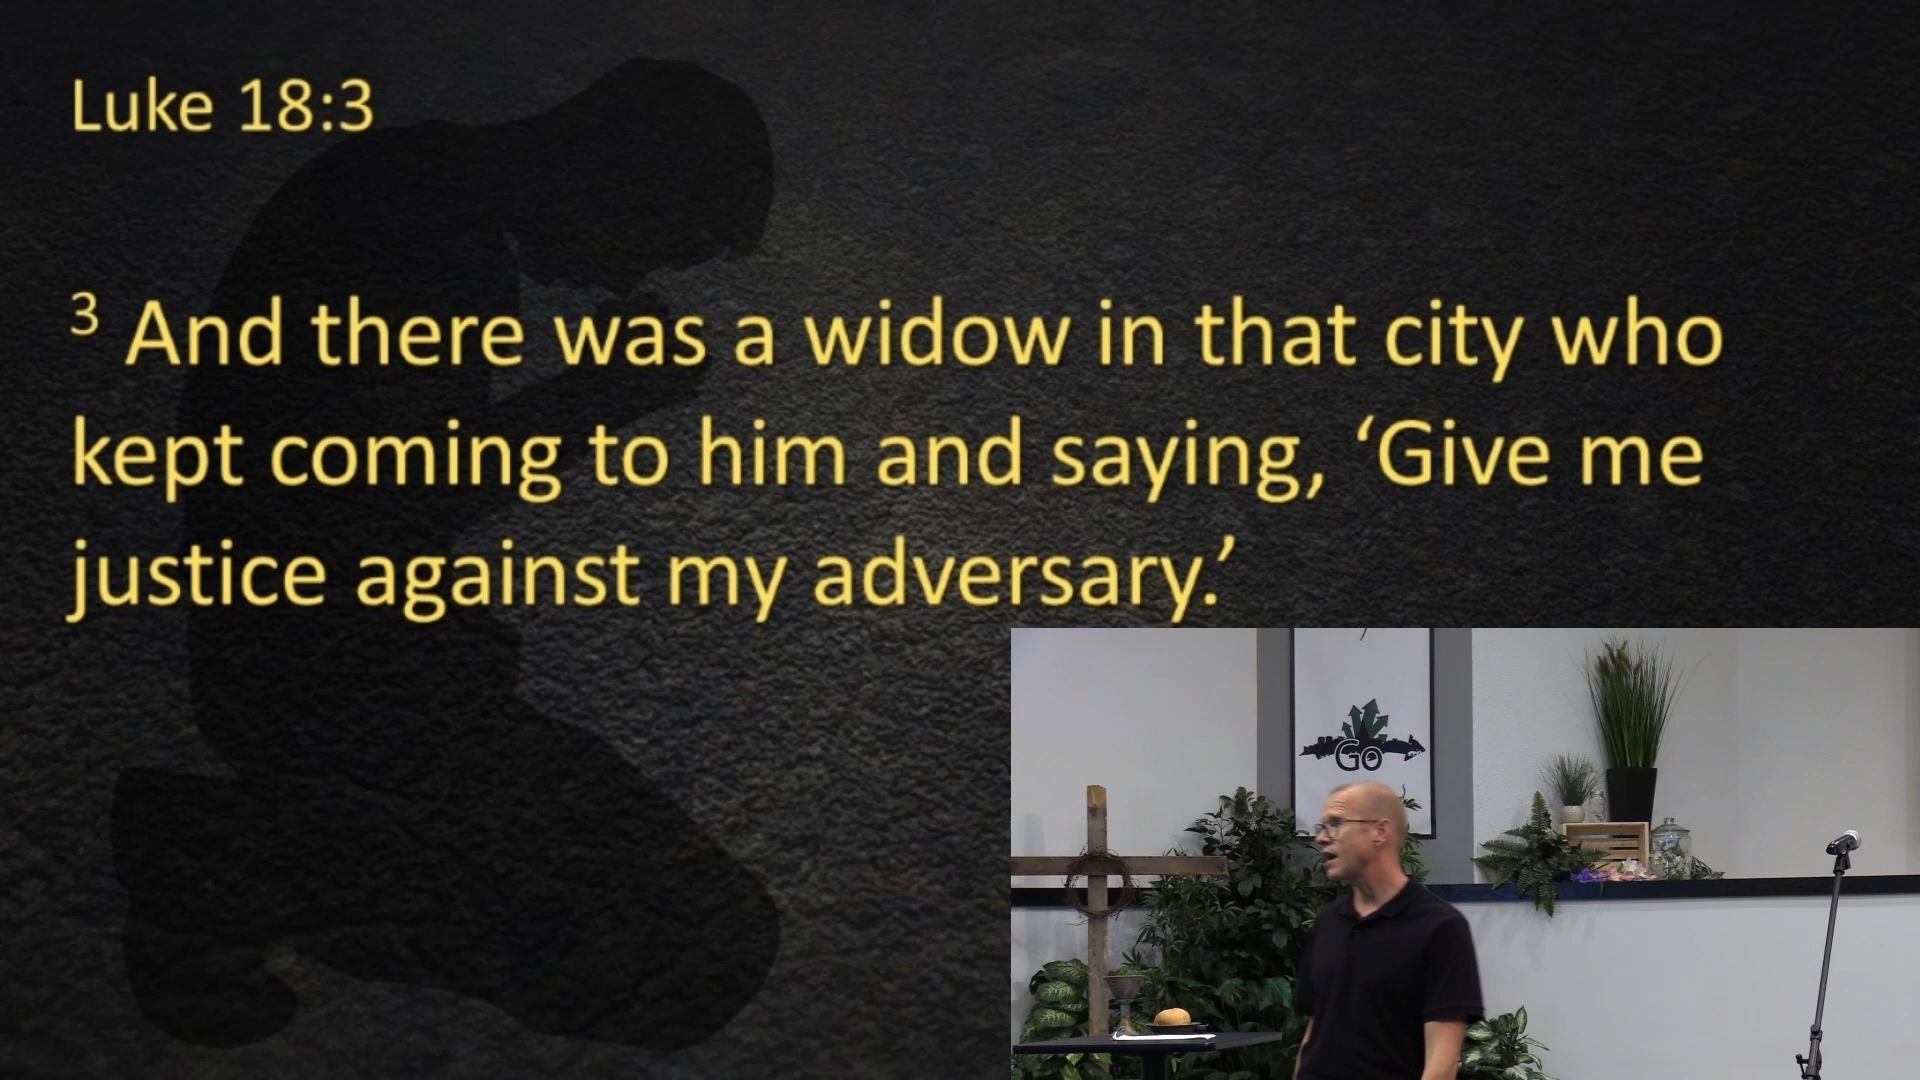 Luke 18:3
3 And there was a widow in that city who
kept coming to him and saying, ‘Give me
justice against my adversary.’
Go